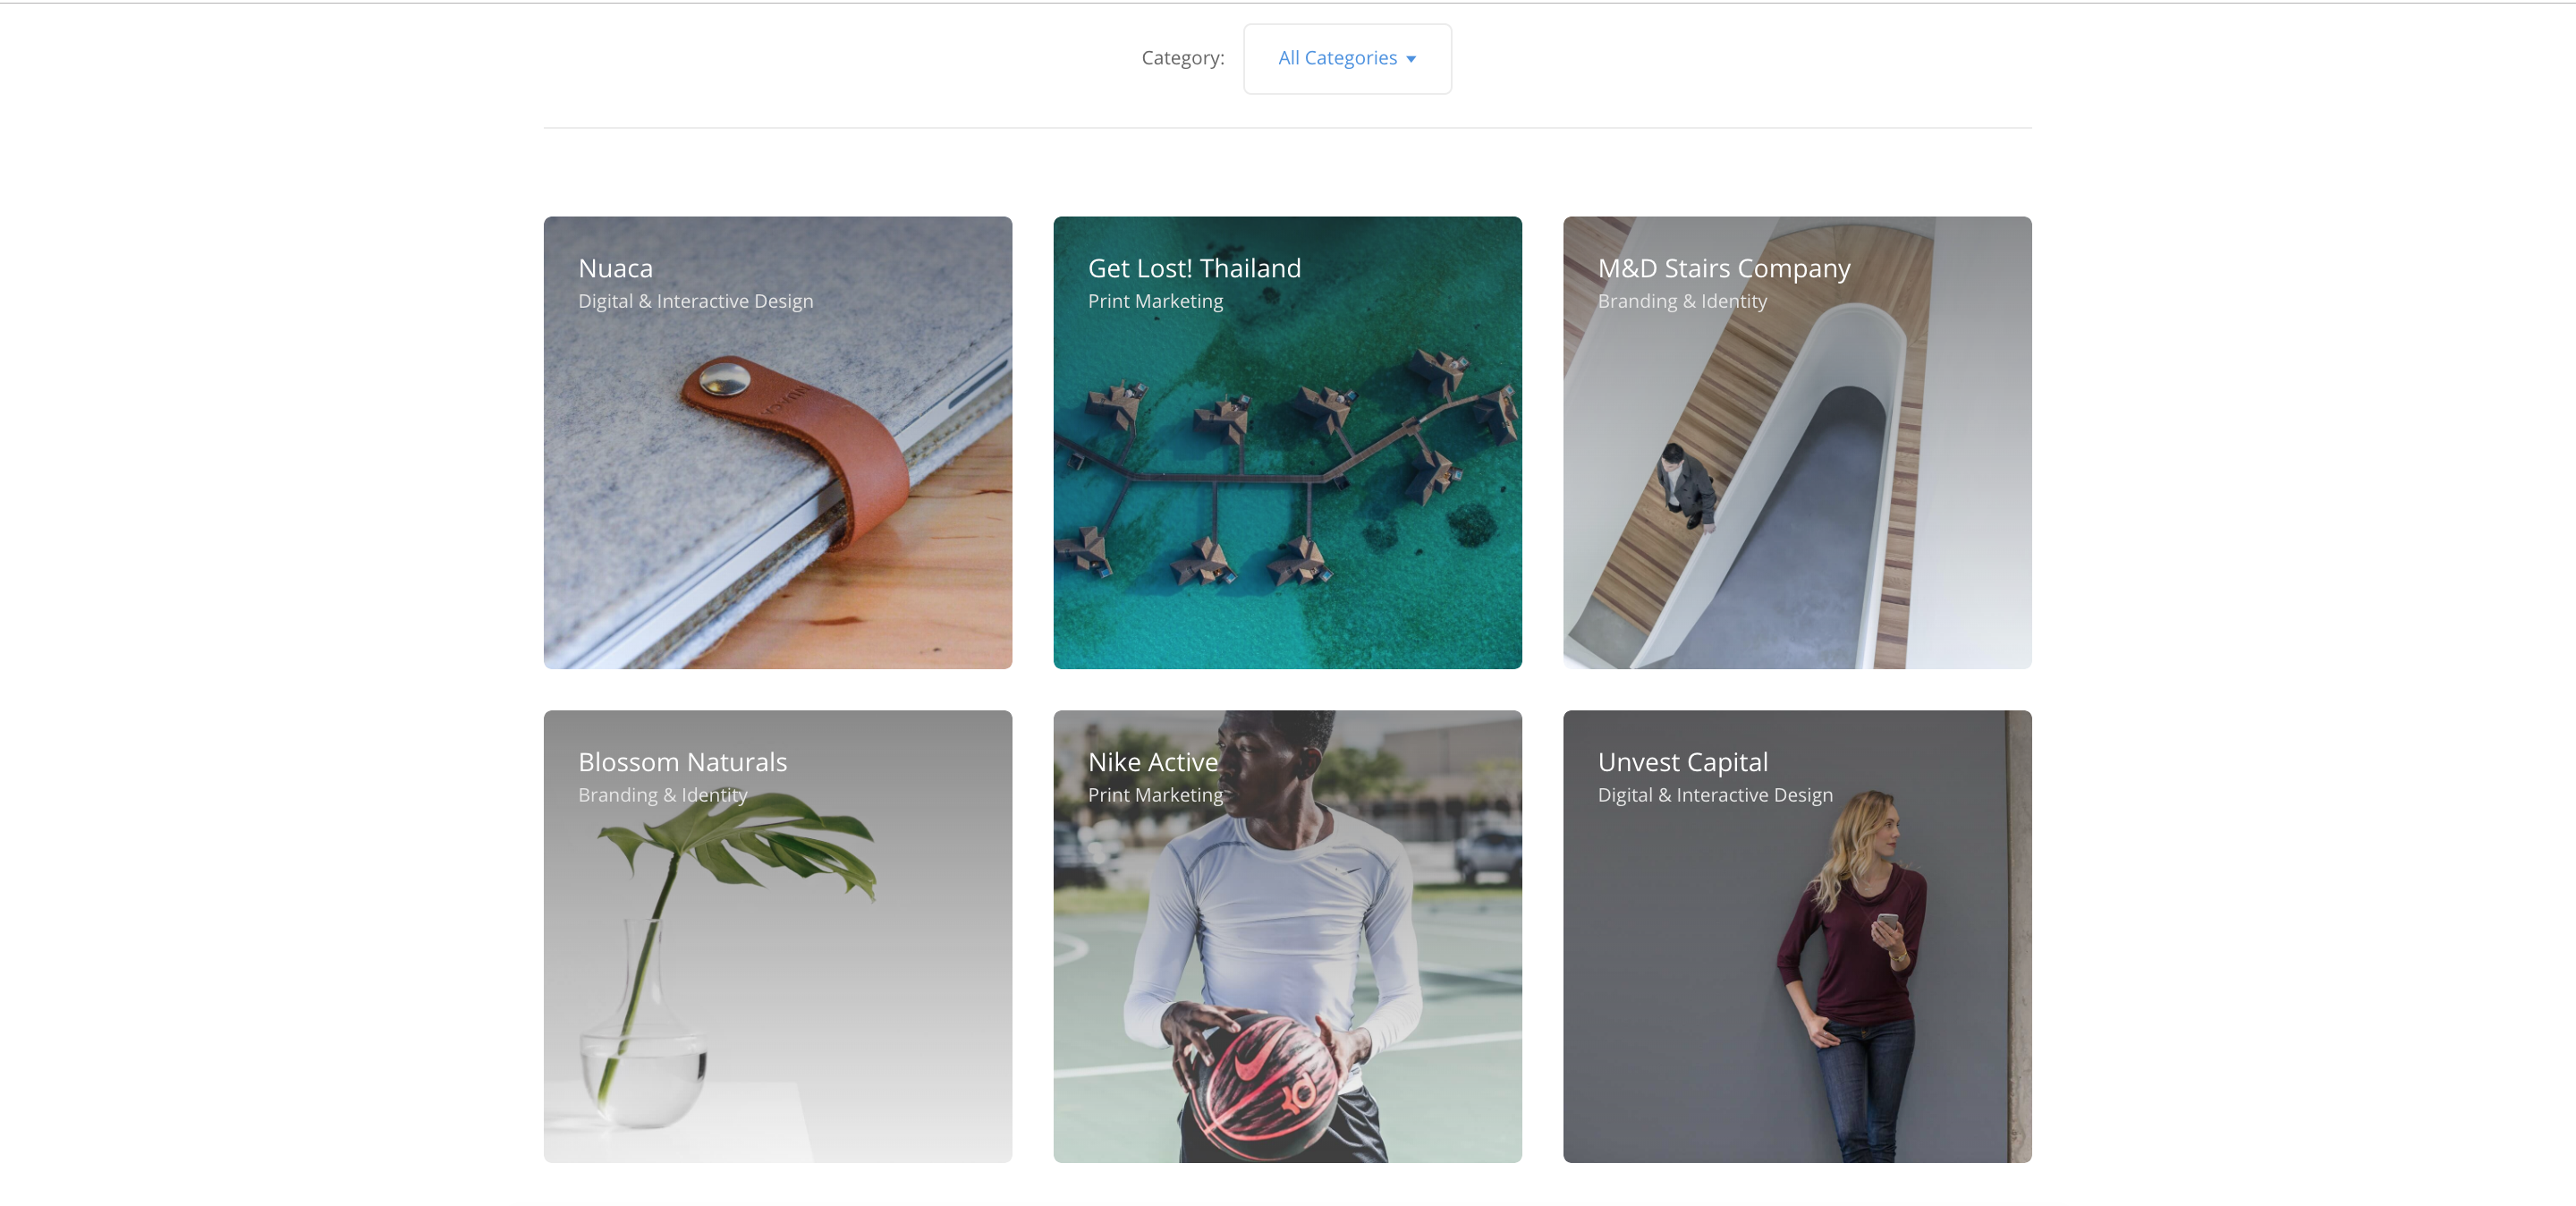 Category:
All Categories
Nuaca
Digital & Interactive Design
Get Lost! Thailand
Print Marketing
M&D Stairs Company
Branding & Identity
NUACA
Blossom Naturals
Branding & Identity
Nike Active
Print Marketing
Unvest Capital
Digital & Interactive Design